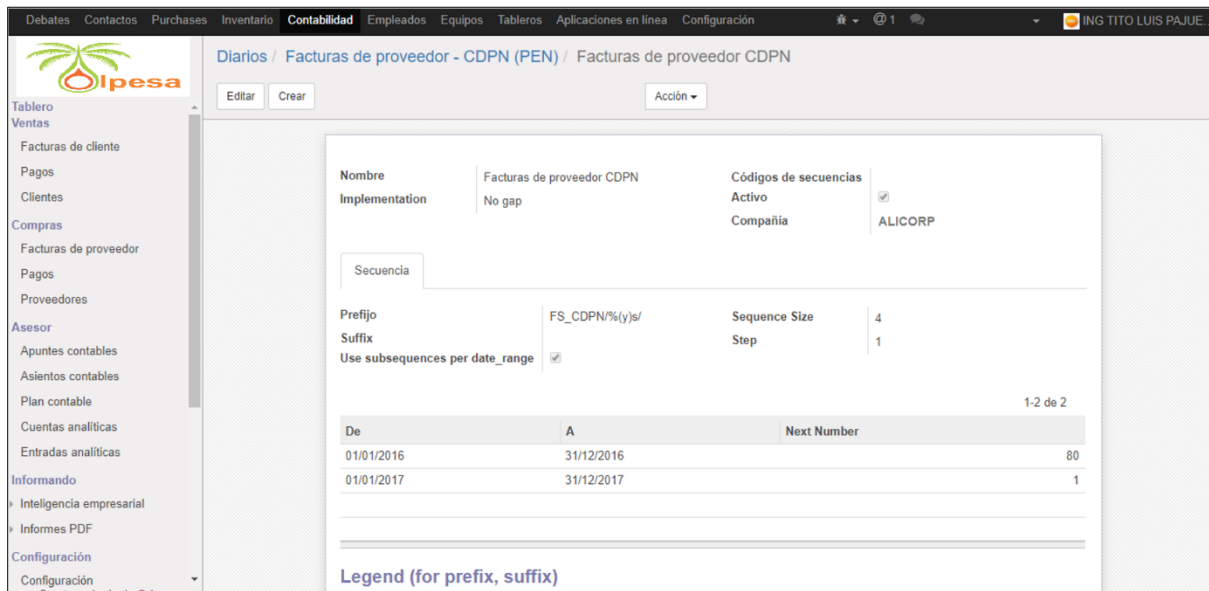 Debates Contactos Purchases Inventario Contabilidad Empleados Equipos Tableros Aplicaciones en línea Configuración @ 1 ING TITO LUIS PAJUE...
Olpesa
Diarios / Facturas de proveedor - CDPN (PEN) / Facturas de proveedor CDPN
Editar Crear Acción
Tablero
Ventas
Facturas de cliente
Pagos
Clientes
Compras
Facturas de proveedor
Pagos
Proveedores
Asesor
Apuntes contables
Asientos contables
Plan contable
Cuentas analíticas
Entradas analíticas
Informando
Inteligencia empresarial
Informes PDF
Configuración
Configuración
Nombre Facturas de proveedor CDPN Códigos de secuencias
Implementation No gap Activo
Compañia ALICORP
Secuencia
Prefijo FS_CDPN/%(y)s/ Sequence Size 4
Suffix Step 1
Use subsequences per date_range
1-2 de 2
De A Next Number
01/01/2016 31/12/2016 80
01/01/2017 31/12/2017 1
Legend (for prefix, suffix)